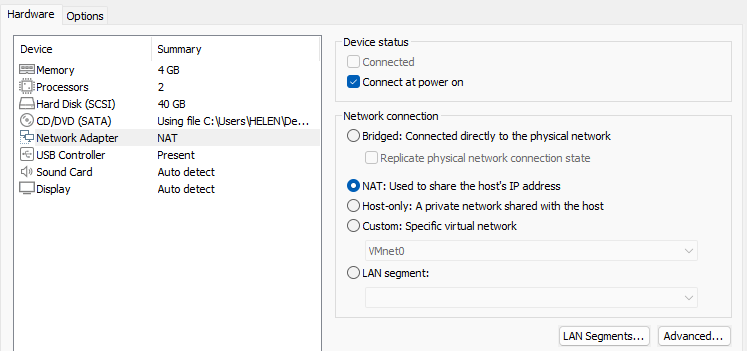 Hardware Options
Device Summary
Memory 4 GB
Processors 2
Hard Disk (SCSI) 40 GB
CD/DVD (SATA) Using file C:\Users\HELEN\De...
Network Adapter NAT
USB Controller Present
Sound Card Auto detect
Display Auto detect
Device status
Connected
Connect at power on
Network connection
Bridged: Connected directly to the physical network
Replicate physical network connection state
NAT: Used to share the host's IP address
Host-only: A private network shared with the host
Custom: Specific virtual network
VMnet0
LAN segment:
LAN Segments... Advanced...